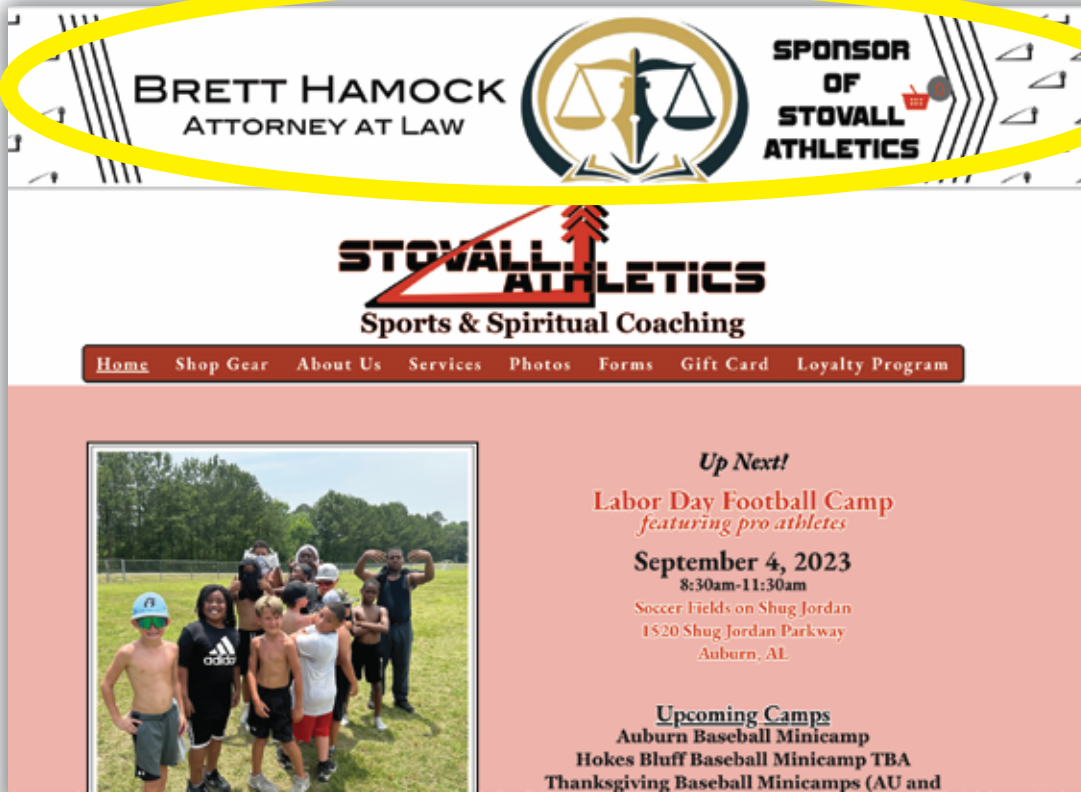 BRETT HAMOCK
ATTORNEY AT LAW
SPONSOR
OF
STOVALL
ATHLETICS
0
STOVALL
ATHLETICS
Sports & Spiritual Coaching
Home Shop Gear About Us Services Photos Forms Gift Card Loyalty Program
Up Next!
Labor Day Football Camp
featuring pro athletes
September 4, 2023
8:30am-11:30am
Soccer Fields on Shug Jordan
1520 Shug Jordan Parkway
Auburn, AL
adidas
Upcoming Camps
Auburn Baseball Minicamp
Hokes Bluff Baseball Minicamp TBA
Thanksgiving Baseball Minicamps (AU and